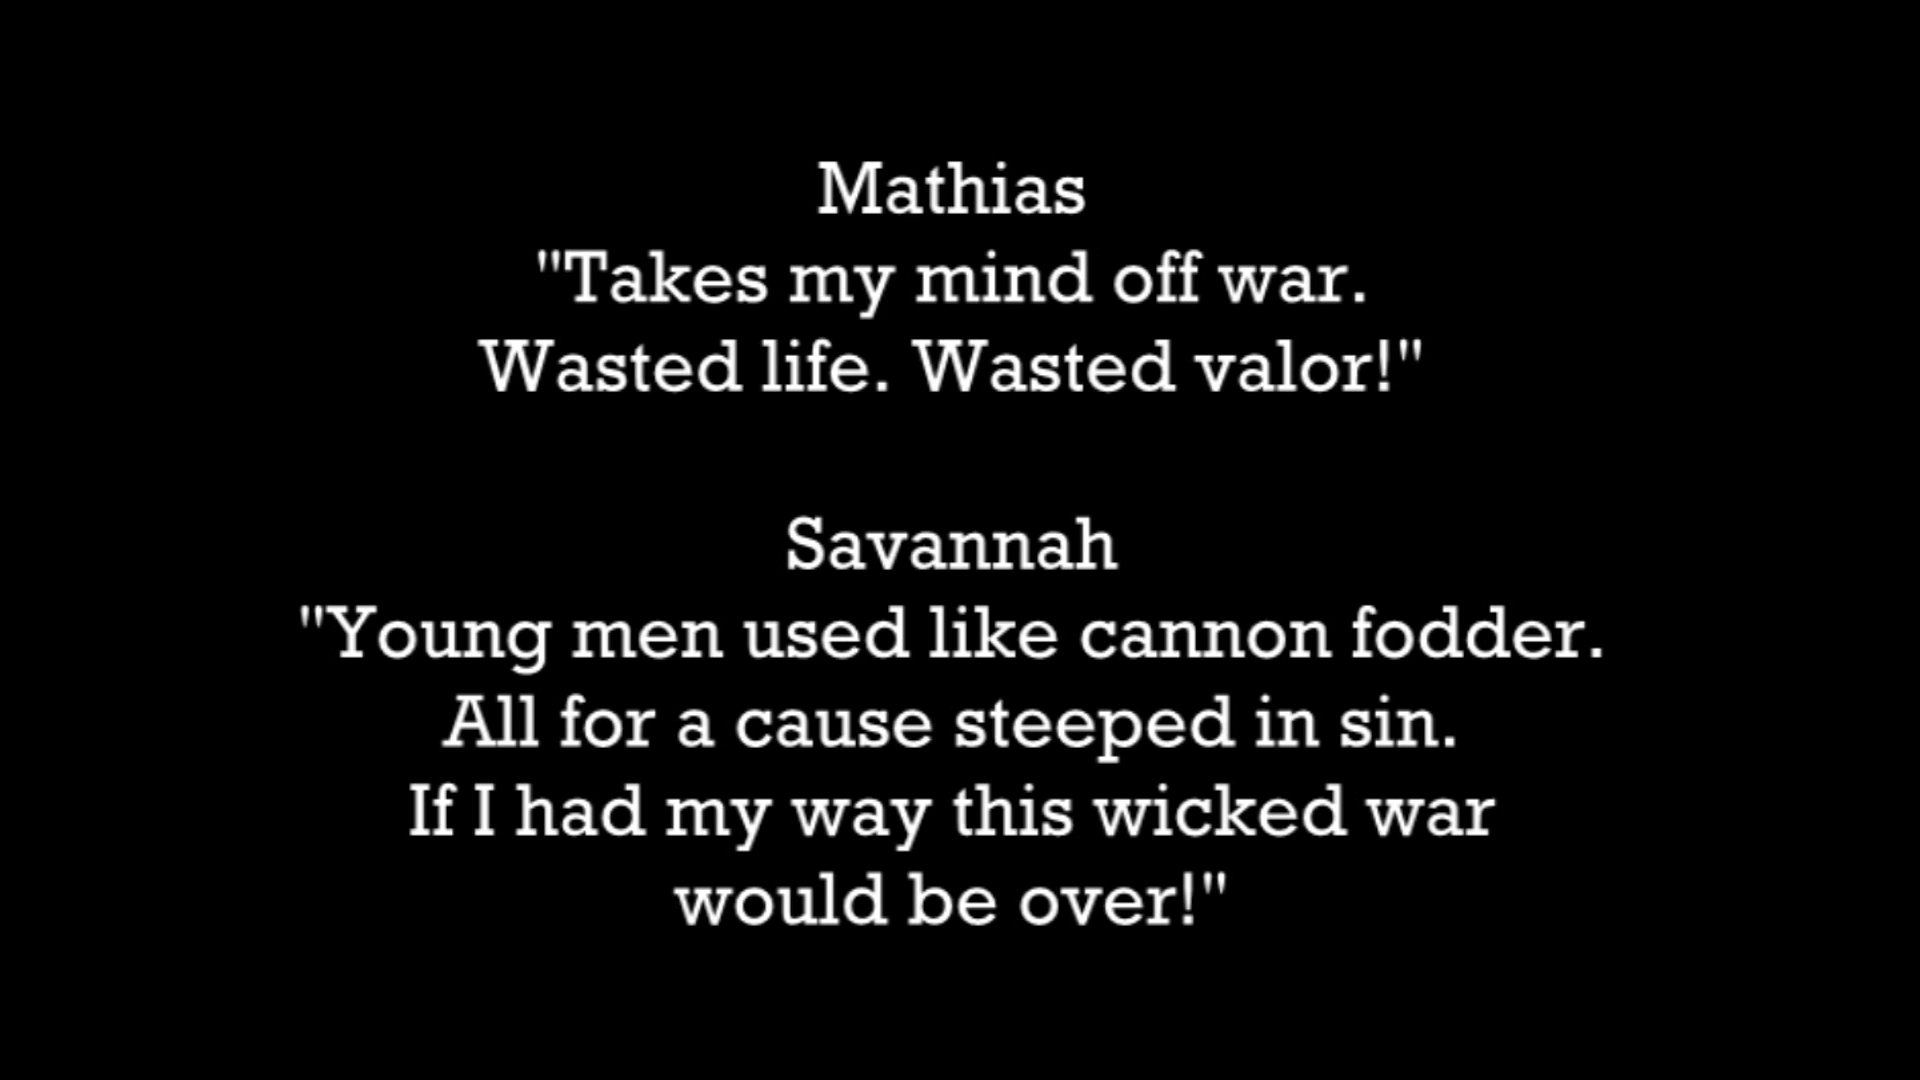 Mathias
"Takes my mind off war.
Wasted life. Wasted valor!"
Savannah
"Young men used like cannon fodder.
All for a cause steeped in sin.
If I had my way this wicked war
would be over!"